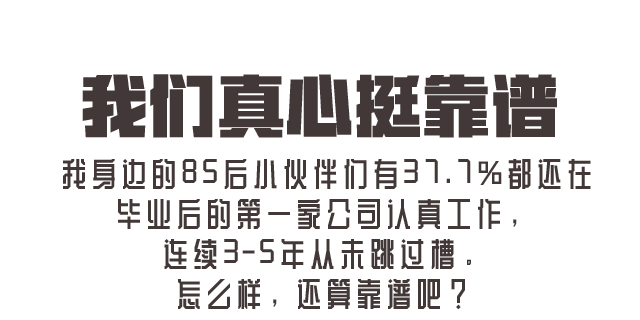 我们真心挺靠谱
我身边的85后小伙伴们有37.7%都还在
毕业后的第一家公司认真工作，
连续3-5年从未跳过槽。
怎么样，还算靠谱吧？